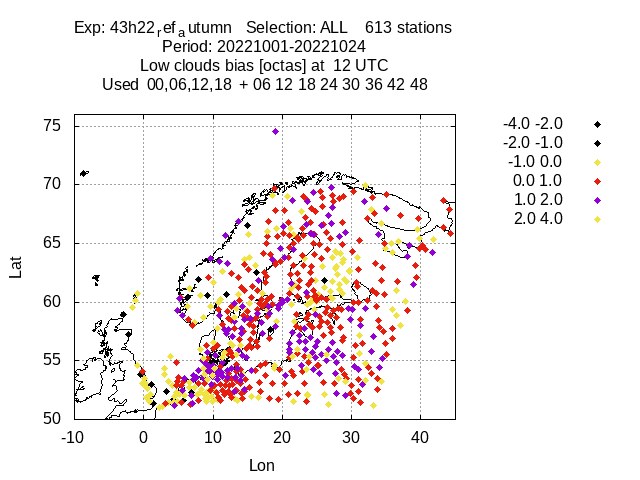 Exp: 43h22refautumn Selection: ALL 613 stations
Period: 20221001-20221024
Low clouds bias [octas] at 12 UTC
Used 00,06,12,18 + 06 12 18 24 30 36 42 48
75
70
65
60
55
50
Lat
-10 0 10 20 30 40
Lon
-4.0 -2.0
-2.0 -1.0
-1.0 0.0
0.0 1.0
1.0 2.0
2.0 4.0